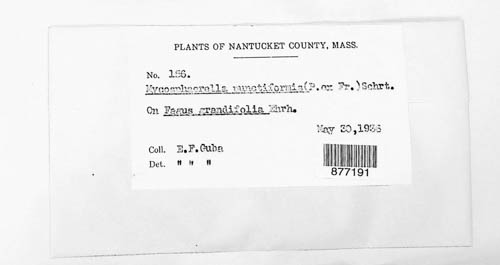 PLANTS OF NANTUCKET COUNTY, MASS.
No. 156.
Mycosphaerella punctiformis(P.ex Fr.)Schrt.
On Fagus grandifolia Ehrh.
May 30,1936
Coll. E.F.Guba
Det. " " "
877191